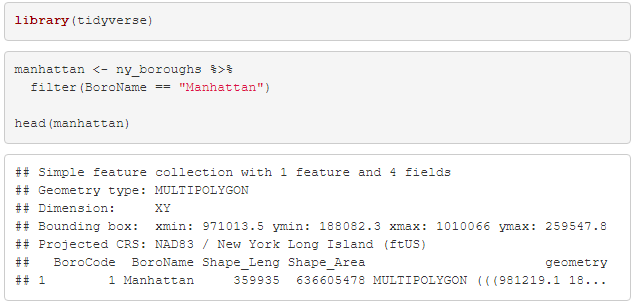 library(tidyverse)
manhattan <- ny_boroughs %>%
  filter(BoroName == "Manhattan")
head(manhattan)
## Simple feature collection with 1 feature and 4 fields
## Geometry type: MULTIPOLYGON
## Dimension:     XY
## Bounding box:  xmin: 971013.5 ymin: 188082.3 xmax: 1010066 ymax: 259547.8
## Projected CRS: NAD83 / New York Long Island (ftUS)
##   BoroCode  BoroName Shape_Leng Shape_Area                       geometry
## 1        1 Manhattan     359935  636605478 MULTIPOLYGON (((981219.1 18...